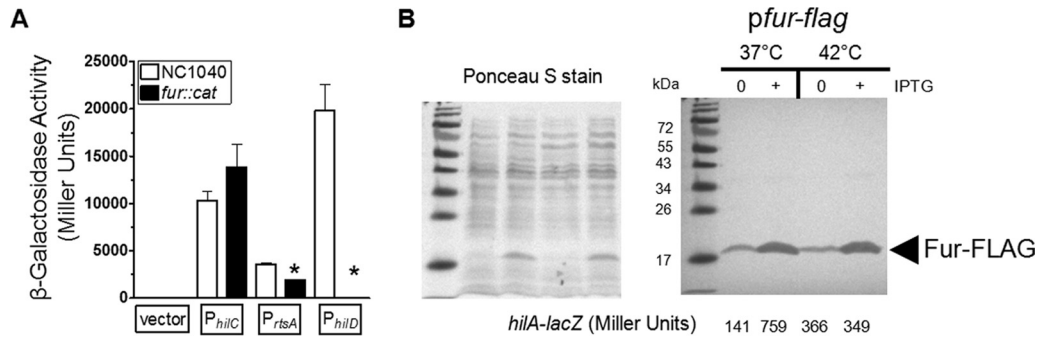 A
β-Galactosidase Activity
(Miller Units)
25000
20000
15000
10000
5000
0
NC1040
fur::cat
*
*
vector
PhilC
PrtsA
PhilD
B
pfur-flag
37°C 42°C
Ponceau S stain
kDa
0 + 0 + IPTG
72
55
43
34
26
17
Fur-FLAG
hilA-lacZ (Miller Units) 141 759 366 349